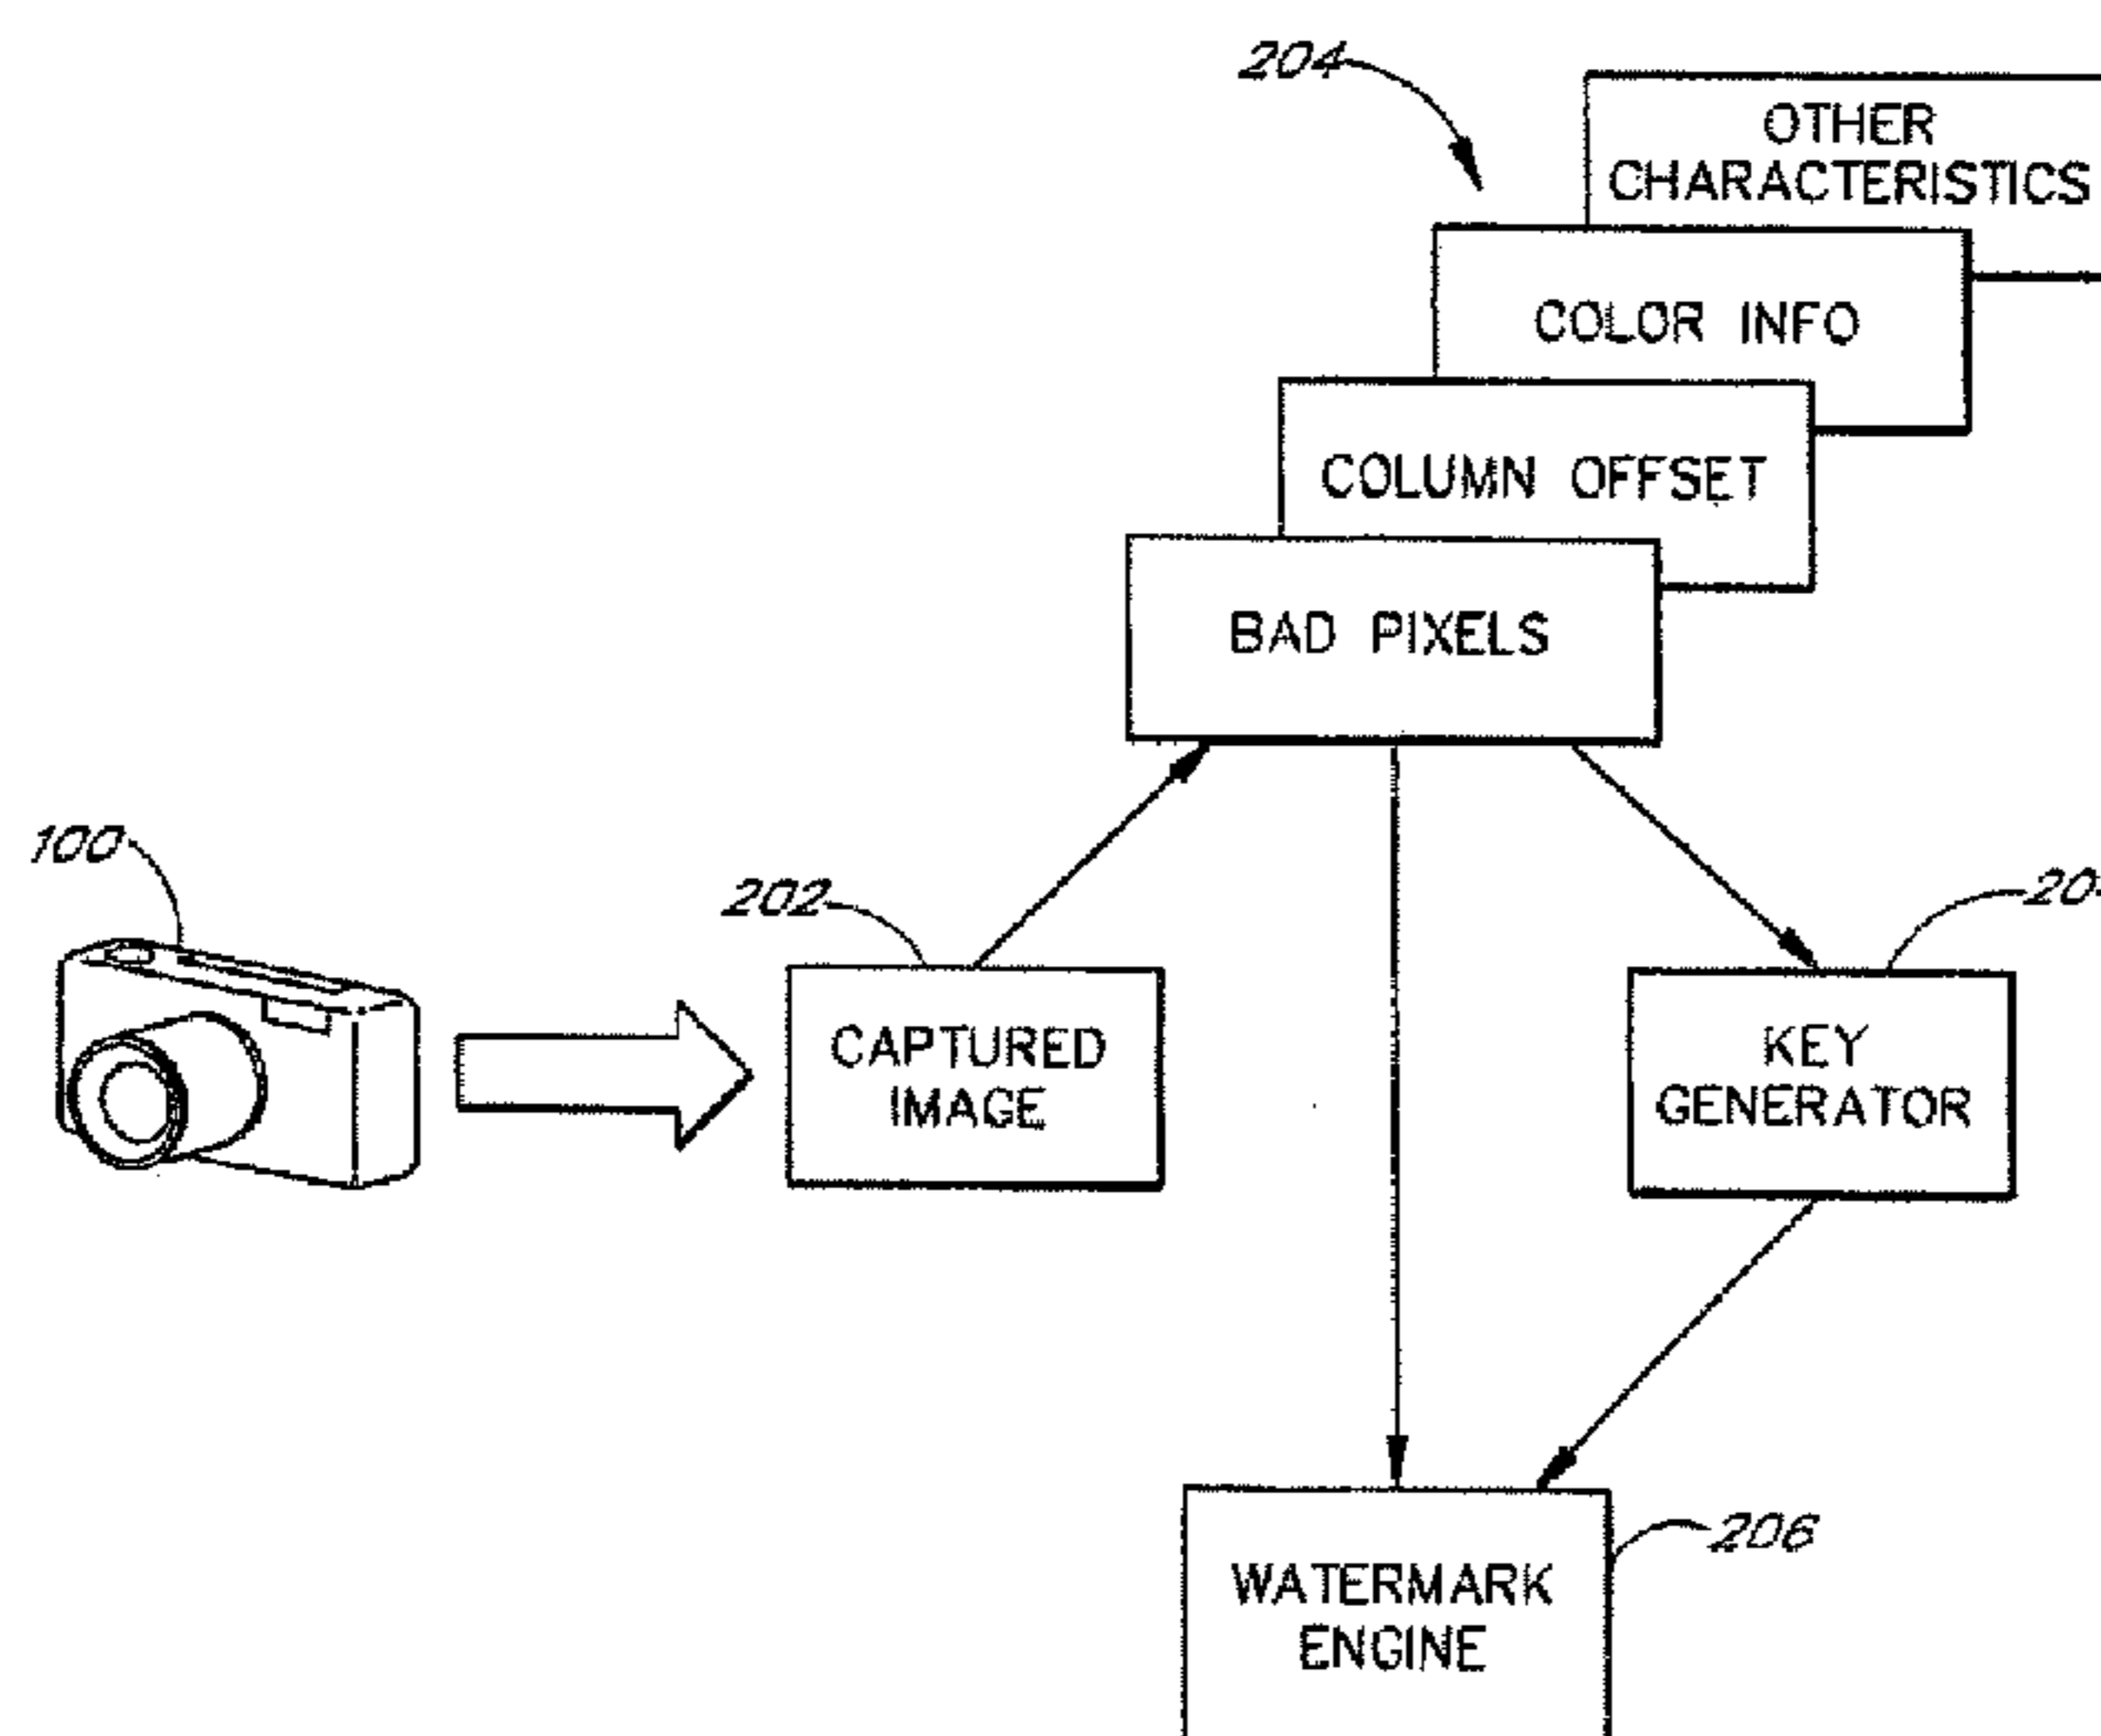 204
OTHER
CHARACTERISTICS
COLOR INFO
COLUMN OFFSET
BAD PIXELS
100
202
CAPTURED
IMAGE
KEY
GENERATOR
206
WATERMARK
ENGINE